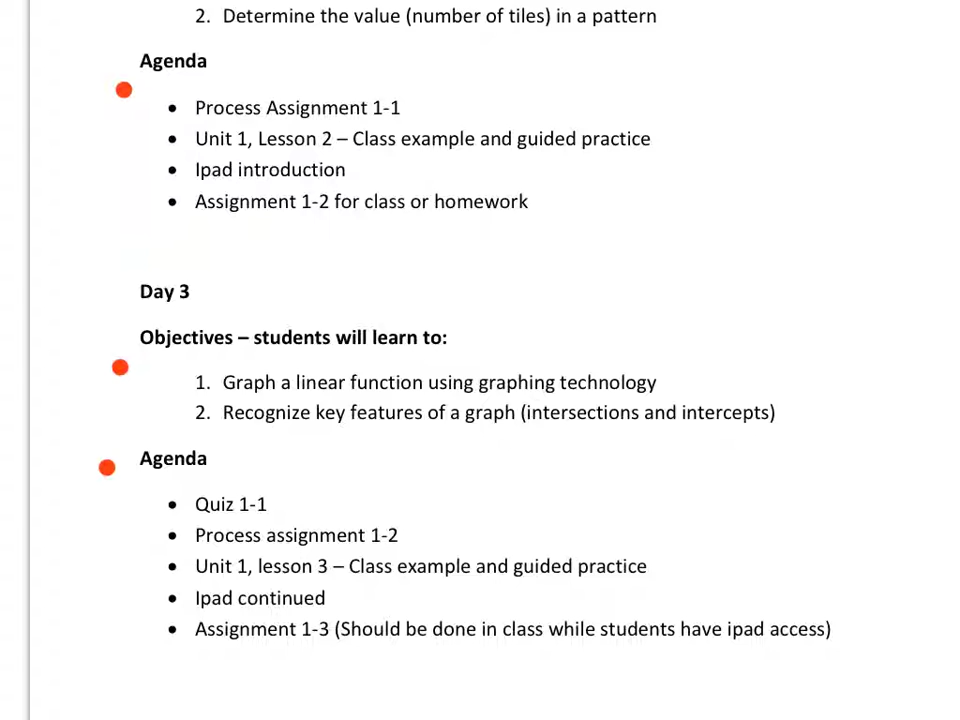 2. Determine the value (number of tiles) in a pattern
Agenda
• Process Assignment 1-1
• Unit 1, Lesson 2 – Class example and guided practice
• Ipad introduction
• Assignment 1-2 for class or homework
Day 3
Objectives – students will learn to:
1. Graph a linear function using graphing technology
2. Recognize key features of a graph (intersections and intercepts)
Agenda
• Quiz 1-1
• Process assignment 1-2
• Unit 1, lesson 3 – Class example and guided practice
• Ipad continued
• Assignment 1-3 (Should be done in class while students have ipad access)